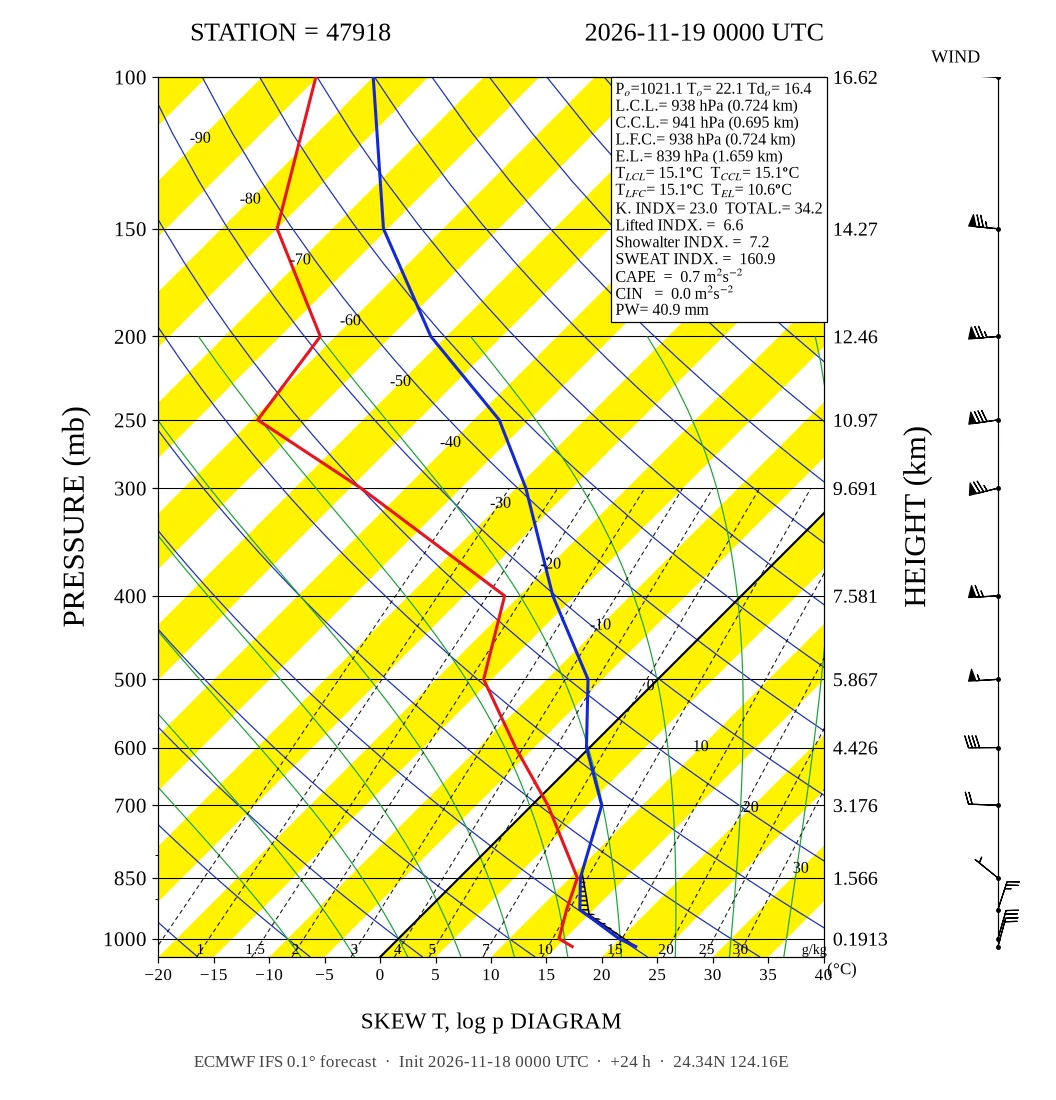 STATION = 47918 2026-11-19 0000 UTC
WIND
100 16.62
Pₒ=1021.1 Tₒ= 22.1 Tdₒ= 16.4
L.C.L.= 938 hPa (0.724 km)
C.C.L.= 941 hPa (0.695 km)
L.F.C.= 938 hPa (0.724 km)
E.L.= 839 hPa (1.659 km)
T_LCL= 15.1°C T_CCL= 15.1°C
T_LFC= 15.1°C T_EL= 10.6°C
K. INDX= 23.0 TOTAL.= 34.2
Lifted INDX. = 6.6
Showalter INDX. = 7.2
SWEAT INDX. = 160.9
CAPE = 0.7 m²s⁻²
CIN = 0.0 m²s⁻²
PW= 40.9 mm
-90
-80
150 14.27
-70
-60
200 12.46
-50
250 10.97
-40
300 9.691
-30
-20
400 7.581
-10
500 5.867
0
10
600 4.426
700 3.176
20
30
850 1.566
1000 0.1913
PRESSURE (mb)
HEIGHT (km)
1 1.5 2 3 4 5 7 10 15 20 25 30 g/kg
−20 −15 −10 −5 0 5 10 15 20 25 30 35 40 (°C)
SKEW T, log p DIAGRAM
ECMWF IFS 0.1° forecast · Init 2026-11-18 0000 UTC · +24 h · 24.34N 124.16E